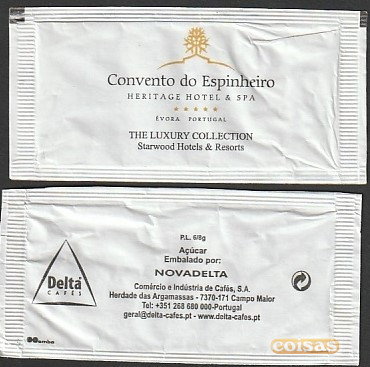 Convento do Espinheiro
HERITAGE HOTEL & SPA
ÉVORA PORTUGAL
THE LUXURY COLLECTION
Starwood Hotels & Resorts
P.L. 6/8g
Açúcar
Embalado por:
NOVADELTA
Comércio e Indústria de Cafés, S.A.
Herdade das Argamassas - 7370-171 Campo Maior
Tel: +351 268 680 000-Portugal
geral@delta-cafes.pt - www.delta-cafes.pt
Delta
CAFÉS
coisas